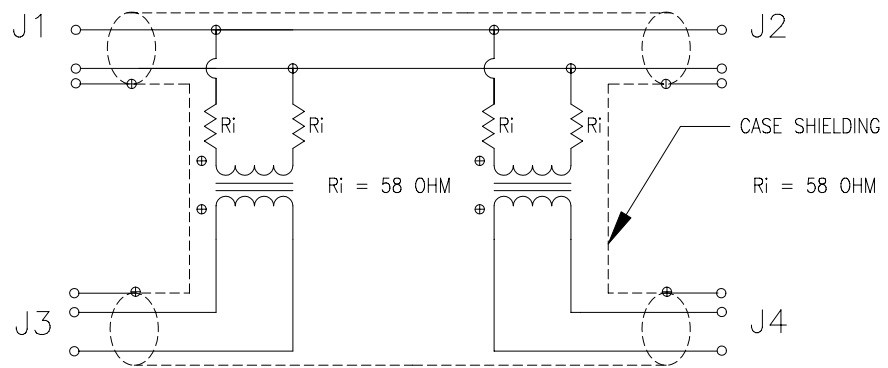 J1
J2
Ri
Ri
Ri
Ri
CASE SHIELDING
Ri = 58 OHM
Ri = 58 OHM
J3
J4